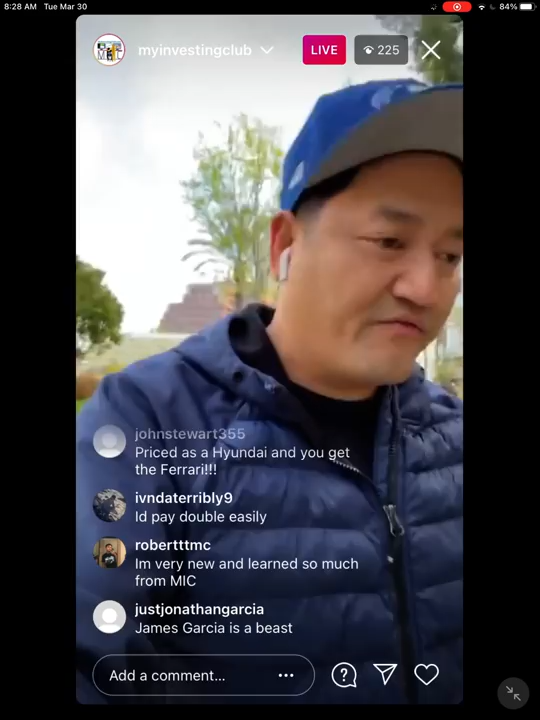 8:28 AM Tue Mar 30
84%
myinvestingclub
LIVE
225
johnstewart355
Priced as a Hyundai and you get
the Ferrari!!!
ivndaterribly9
Id pay double easily
robertttmc
Im very new and learned so much
from MIC
justjonathangarcia
James Garcia is a beast
Add a comment...